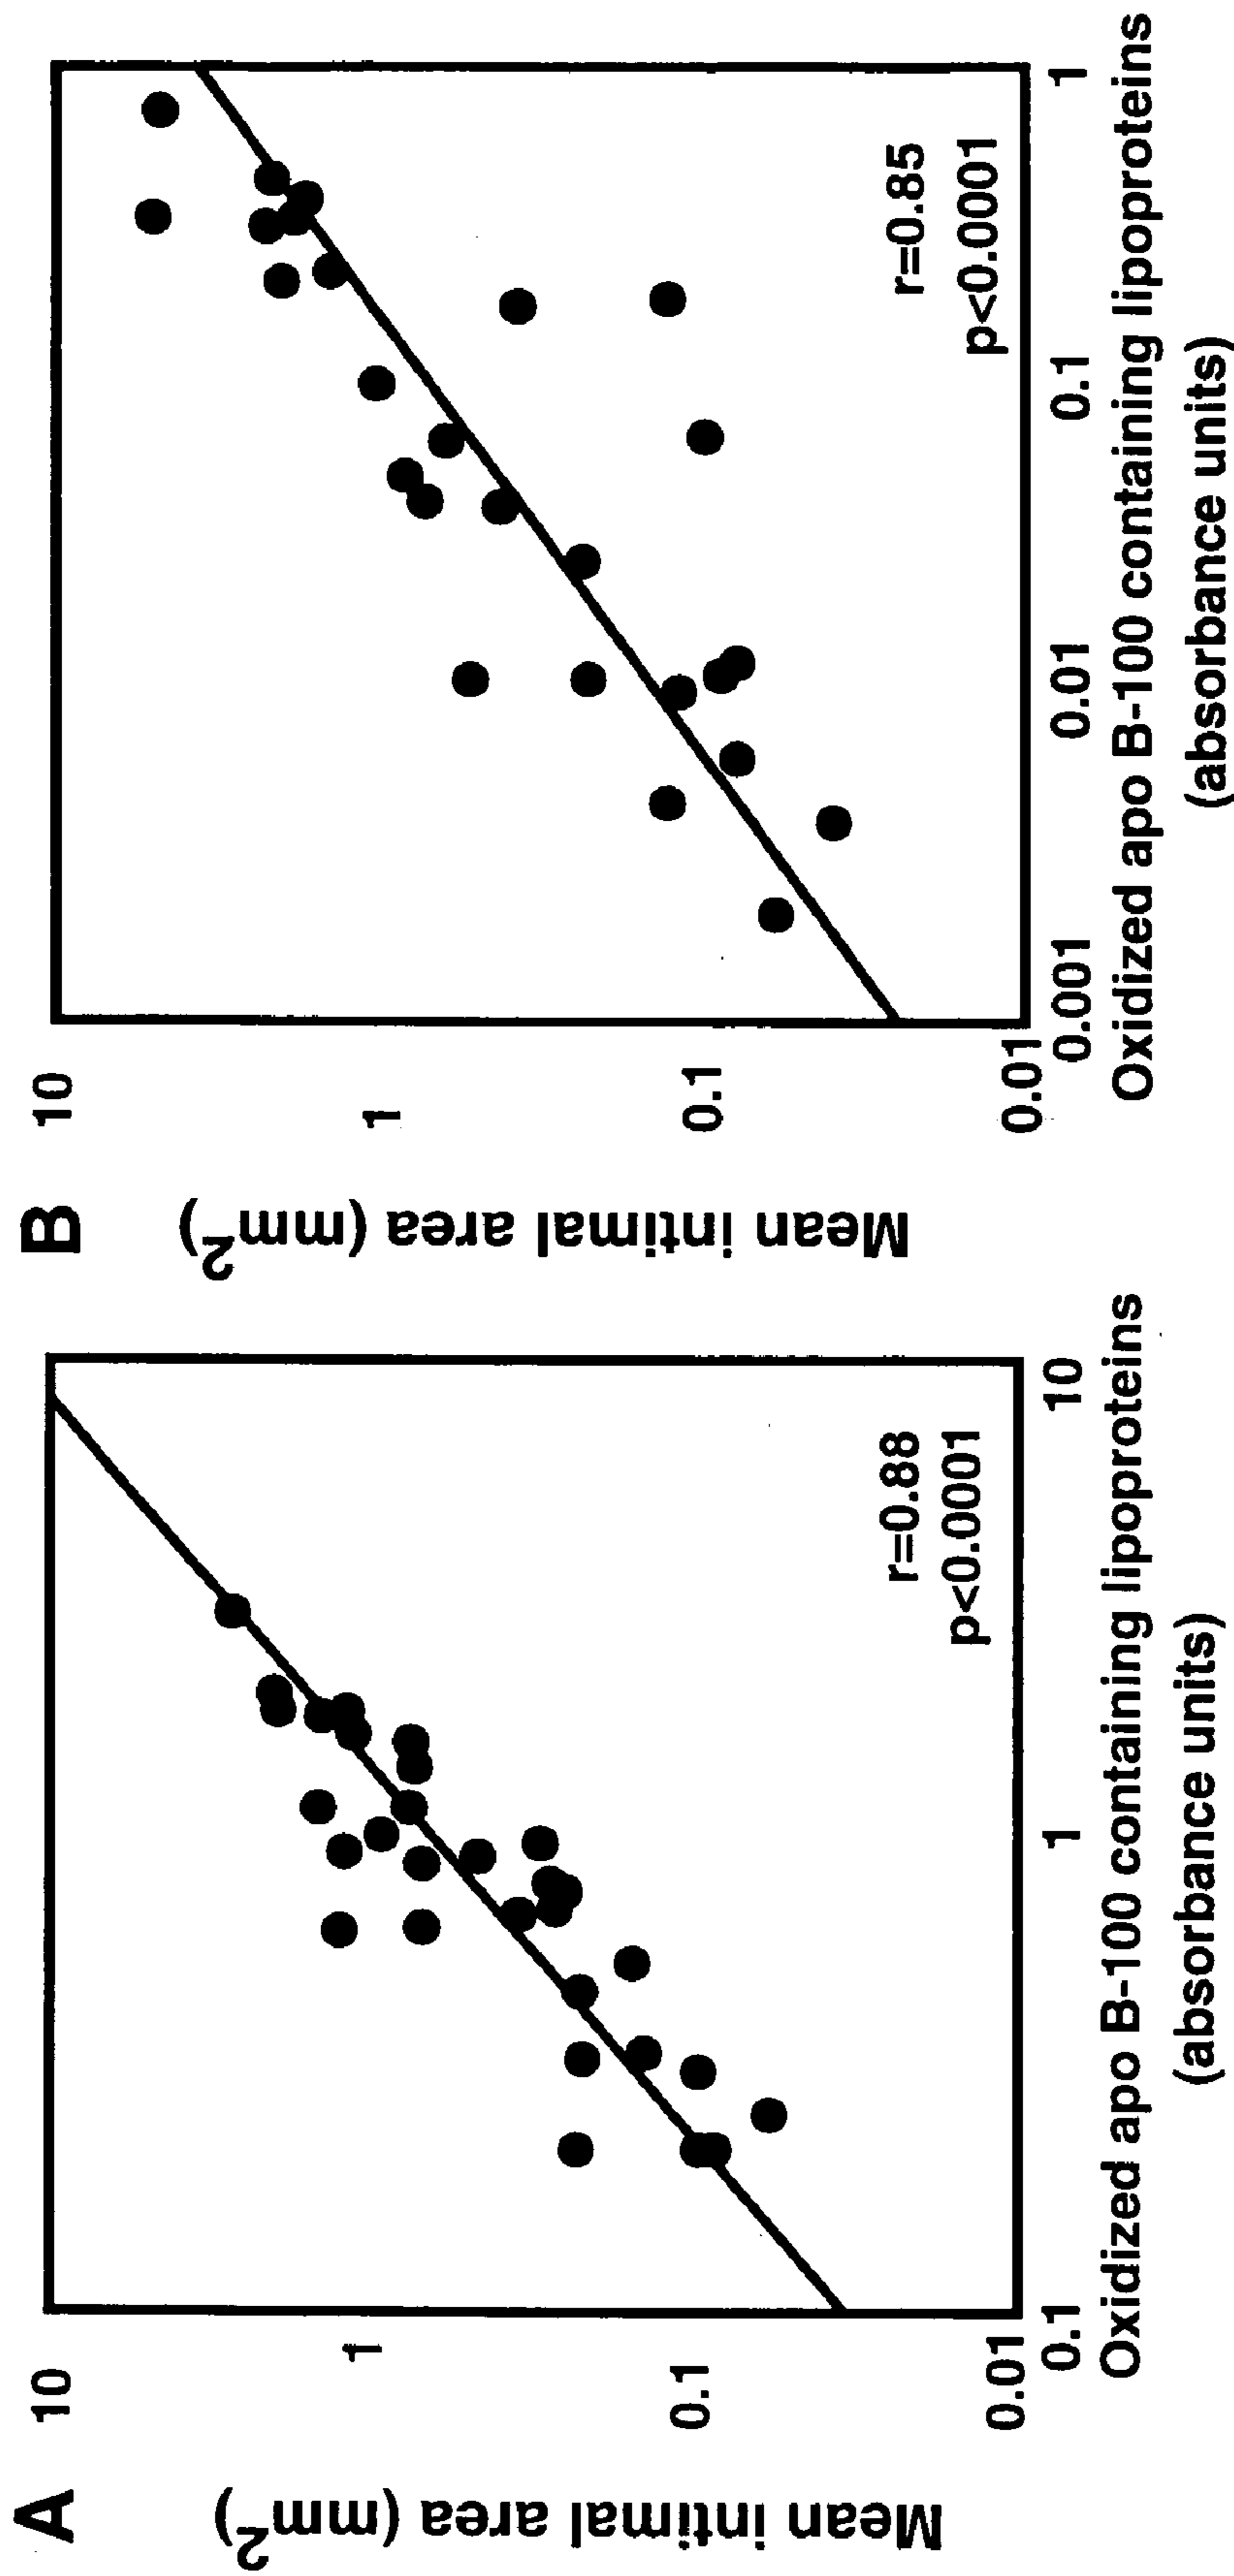 A
Mean intimal area (mm2)
10
1
0.1
0.01
r=0.88
p<0.0001
0.1
1
10
Oxidized apo B-100 containing lipoproteins
(absorbance units)
B
Mean intimal area (mm2)
10
1
0.1
0.01
r=0.85
p<0.0001
0.001
0.01
0.1
1
Oxidized apo B-100 containing lipoproteins
(absorbance units)